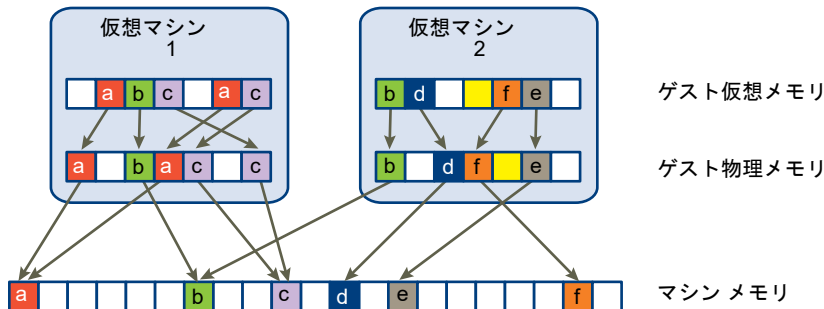 仮想マシン
1
仮想マシン
2
a b c a c
b d f e
ゲスト仮想メモリ
a b a c c
b d f e
ゲスト物理メモリ
a b c d e f
マシン メモリ